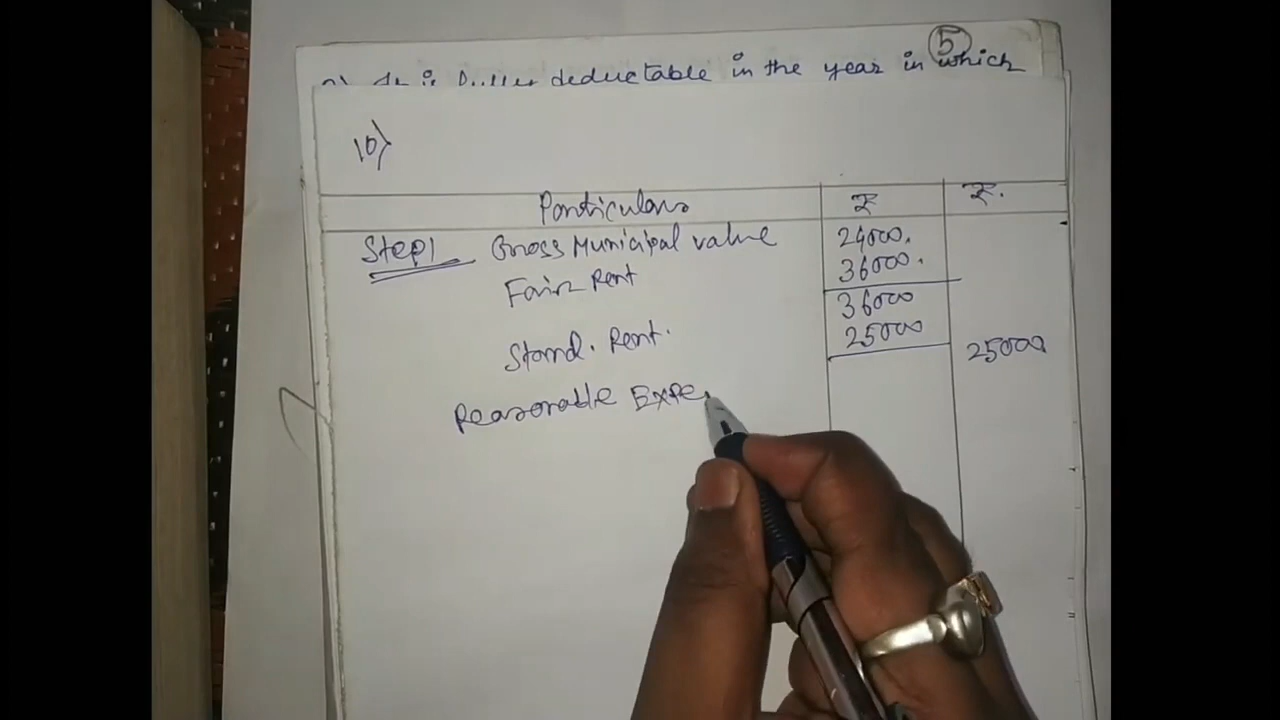 5
deductable in the year in which
10)
Particulars ₹ ₹.
Step1 Gross Municipal value 24000.
Fair Rent 36000.
36000
Stand. Rent. 25000 25000
Reasonable Expe